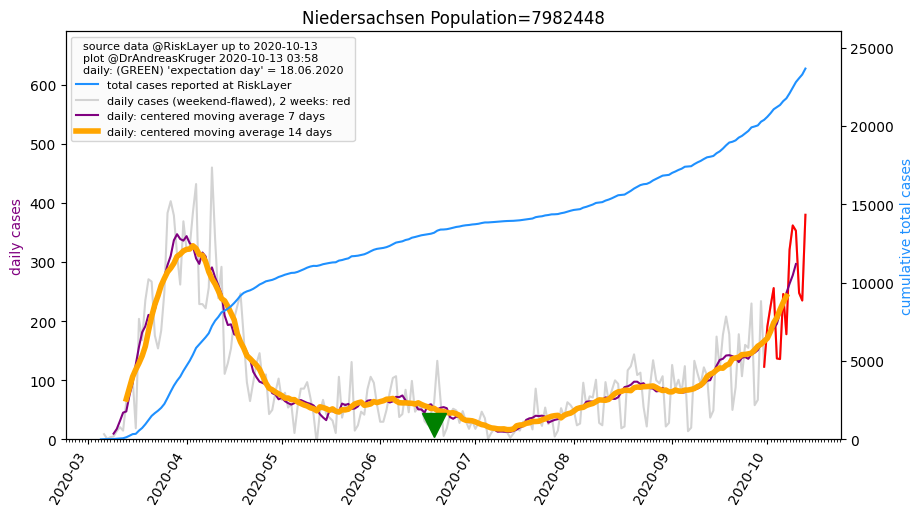 Niedersachsen Population=7982448
source data @RiskLayer up to 2020-10-13
plot @DrAndreasKruger 2020-10-13 03:58
daily: (GREEN) 'expectation day' = 18.06.2020
total cases reported at RiskLayer
daily cases (weekend-flawed), 2 weeks: red
daily: centered moving average 7 days
daily: centered moving average 14 days
daily cases
600
500
400
300
200
100
0
25000
20000
15000
10000
5000
0
cumulative total cases
2020-03
2020-04
2020-05
2020-06
2020-07
2020-08
2020-09
2020-10